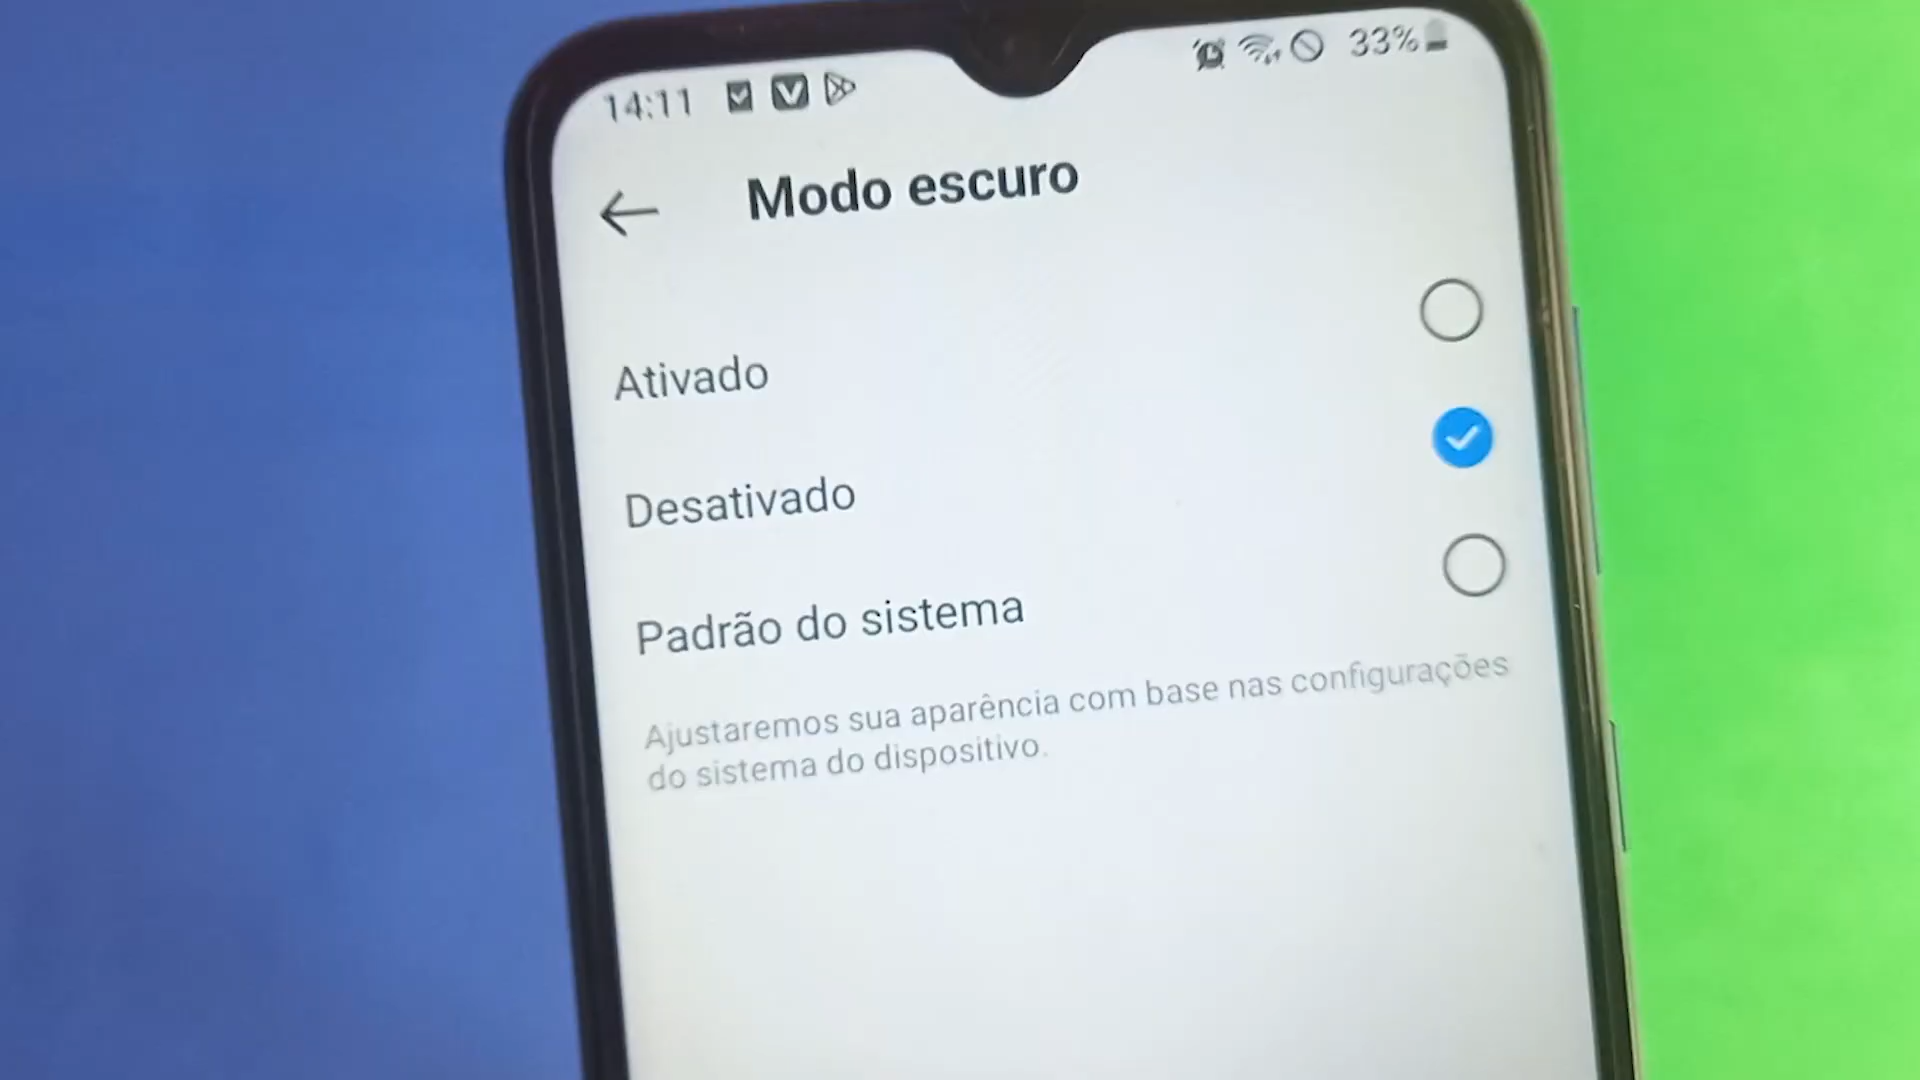 14:11 33%
Modo escuro
Ativado
Desativado
Padrão do sistema
Ajustaremos sua aparência com base nas configurações
do sistema do dispositivo.